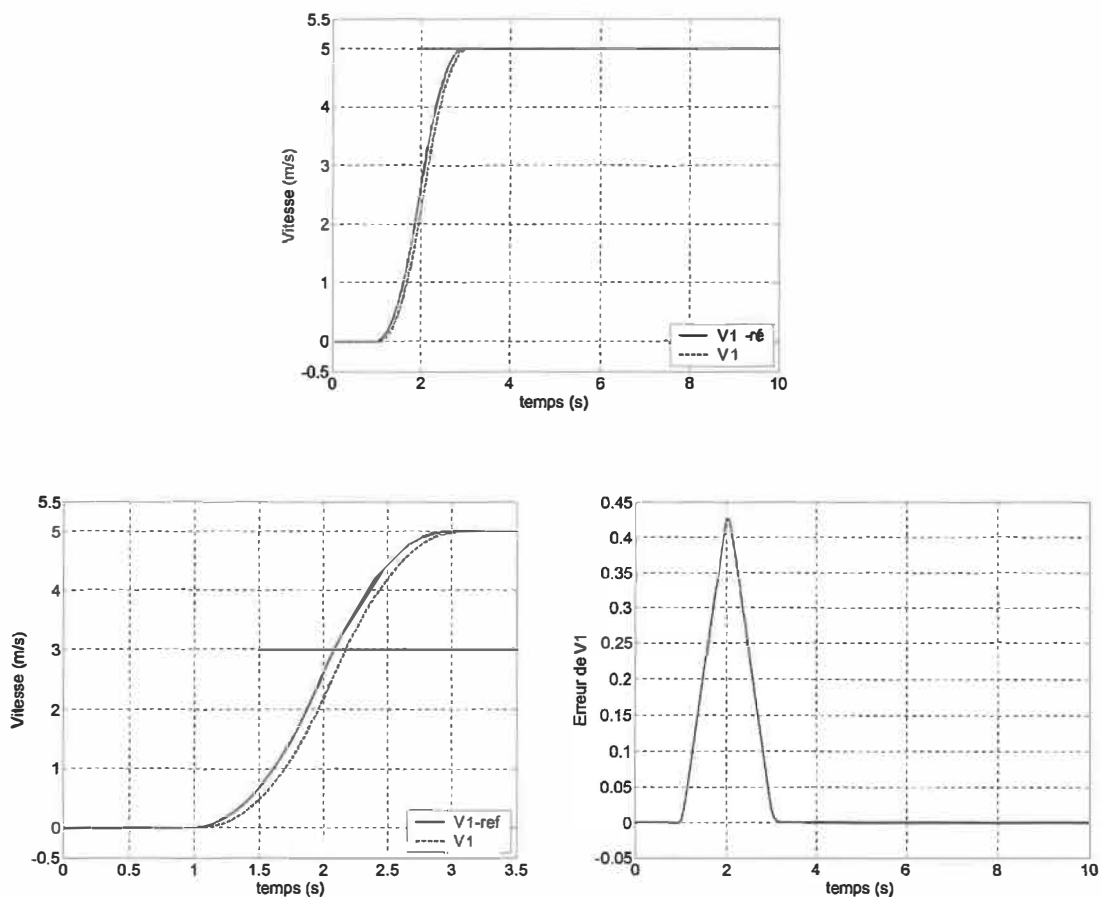 5.5
5
4
3
2
1
0
-0.5
Vitesse (m/s)
0 2 4 6 8 10
temps (s)
V1 -ré
V1
5.5
5
4
3
2
1
0
-0.5
Vitesse (m/s)
0 0.5 1 1.5 2 2.5 3 3.5
temps (s)
V1-ref
V1
0.45
0.4
0.35
0.3
0.25
0.2
0.15
0.1
0.05
0
-0.05
Erreur de V1
0 2 4 6 8 10
temps (s)